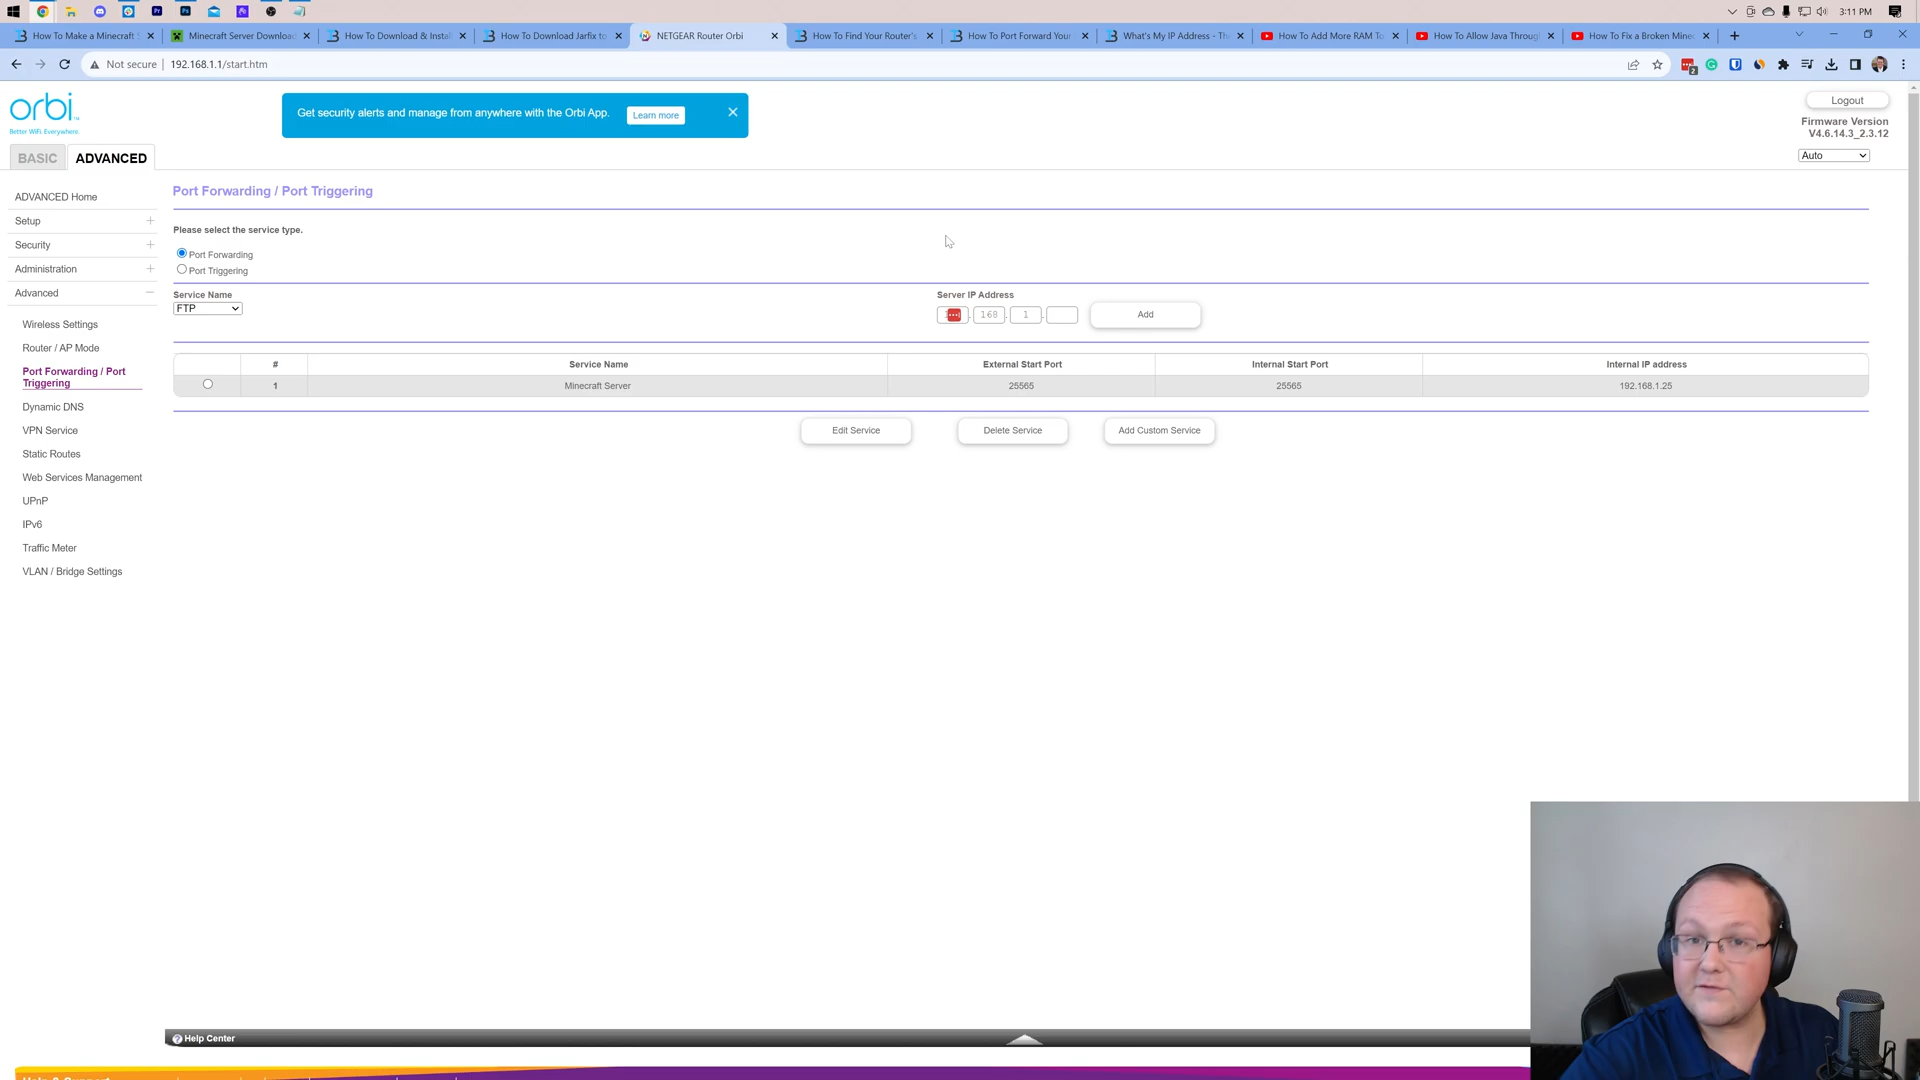 3:11 PM
How To Make a Minecraft
Minecraft Server Download
How To Download & Install
How To Download Jarfix to
NETGEAR Router Orbi
How To Find Your Router's
How To Port Forward Your
What's My IP Address - Th
How To Add More RAM To
How To Allow Java Throug
How To Fix a Broken Mine
Not secure | 192.168.1.1/start.htm
2
orbi
Better WiFi. Everywhere.
Get security alerts and manage from anywhere with the Orbi App.
Learn more
Logout
Firmware Version
V4.6.14.3_2.3.12
Auto
BASIC
ADVANCED
ADVANCED Home
Setup
Security
Administration
Advanced
Wireless Settings
Router / AP Mode
Port Forwarding / Port
Triggering
Dynamic DNS
VPN Service
Static Routes
Web Services Management
UPnP
IPv6
Traffic Meter
VLAN / Bridge Settings
Port Forwarding / Port Triggering
Please select the service type.
Port Forwarding
Port Triggering
Service Name
FTP
Server IP Address
. 168 . 1 .
Add
# Service Name External Start Port Internal Start Port Internal IP address
1 Minecraft Server 25565 25565 192.168.1.25
Edit Service
Delete Service
Add Custom Service
Help Center